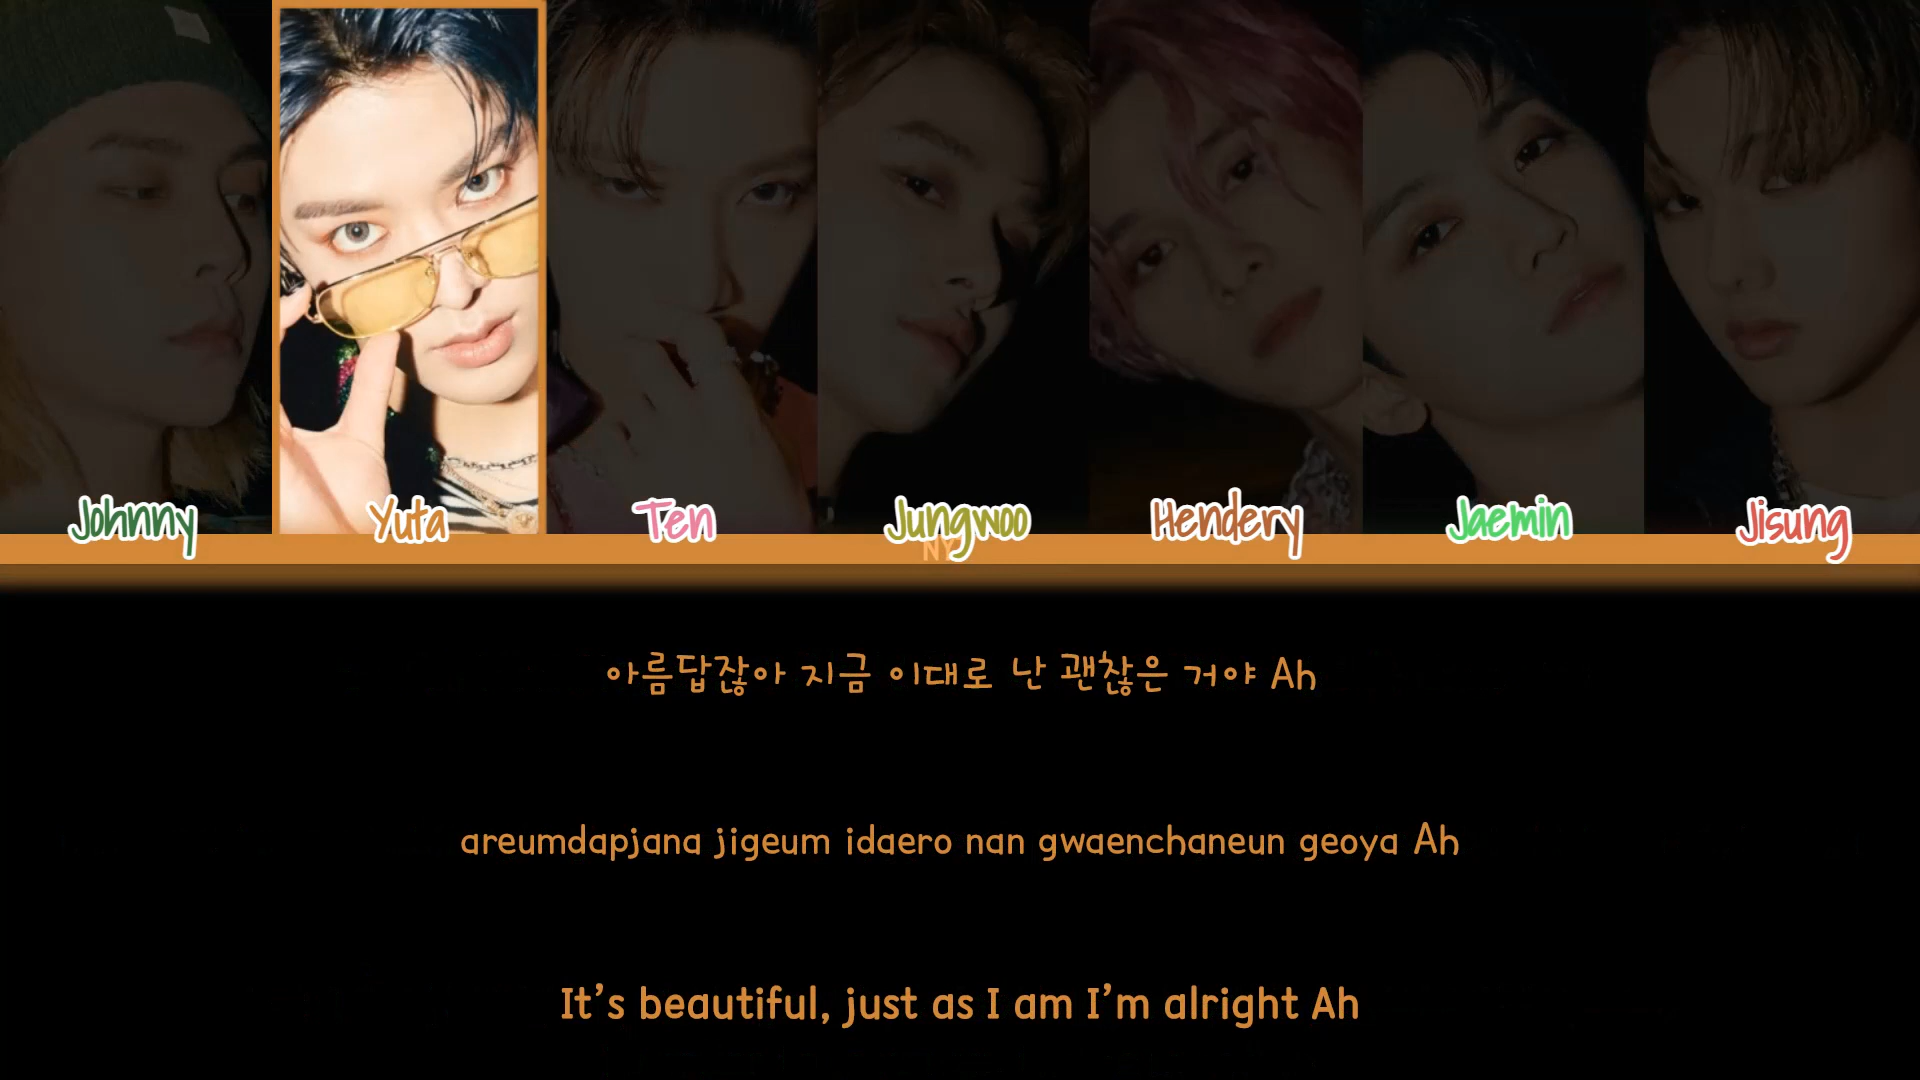 Johnny Yuta Ten Jungwoo Hendery Jaemin Jisung
NY
아름답잖아 지금 이대로 난 괜찮은 거야 Ah
areumdapjana jigeum idaero nan gwaenchaneun geoya Ah
It's beautiful, just as I am I'm alright Ah